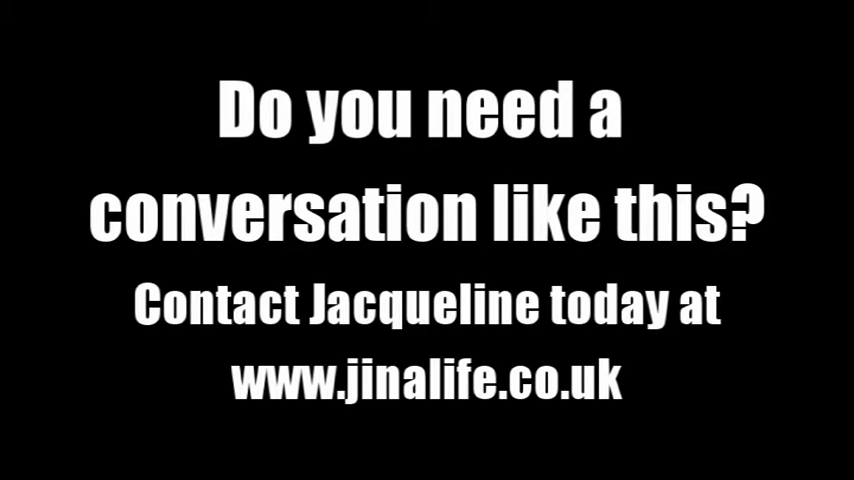 Do you need a
conversation like this?
Contact Jacqueline today at
www.jinalife.co.uk